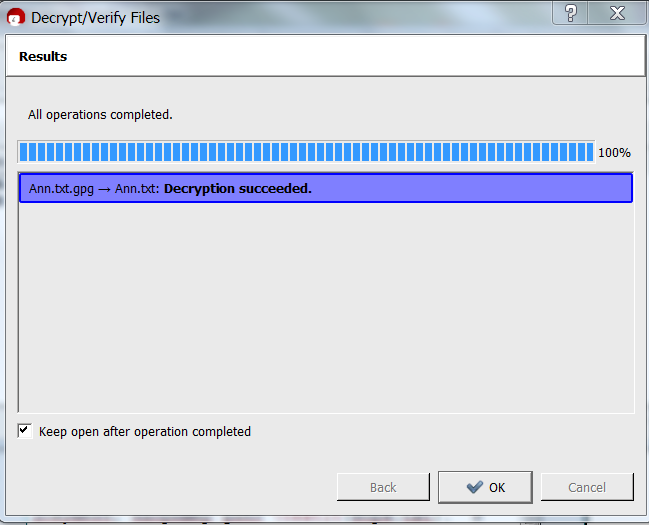 Decrypt/Verify Files
Results
All operations completed.
100%
Ann.txt.gpg → Ann.txt: Decryption succeeded.
Keep open after operation completed
Back
OK
Cancel